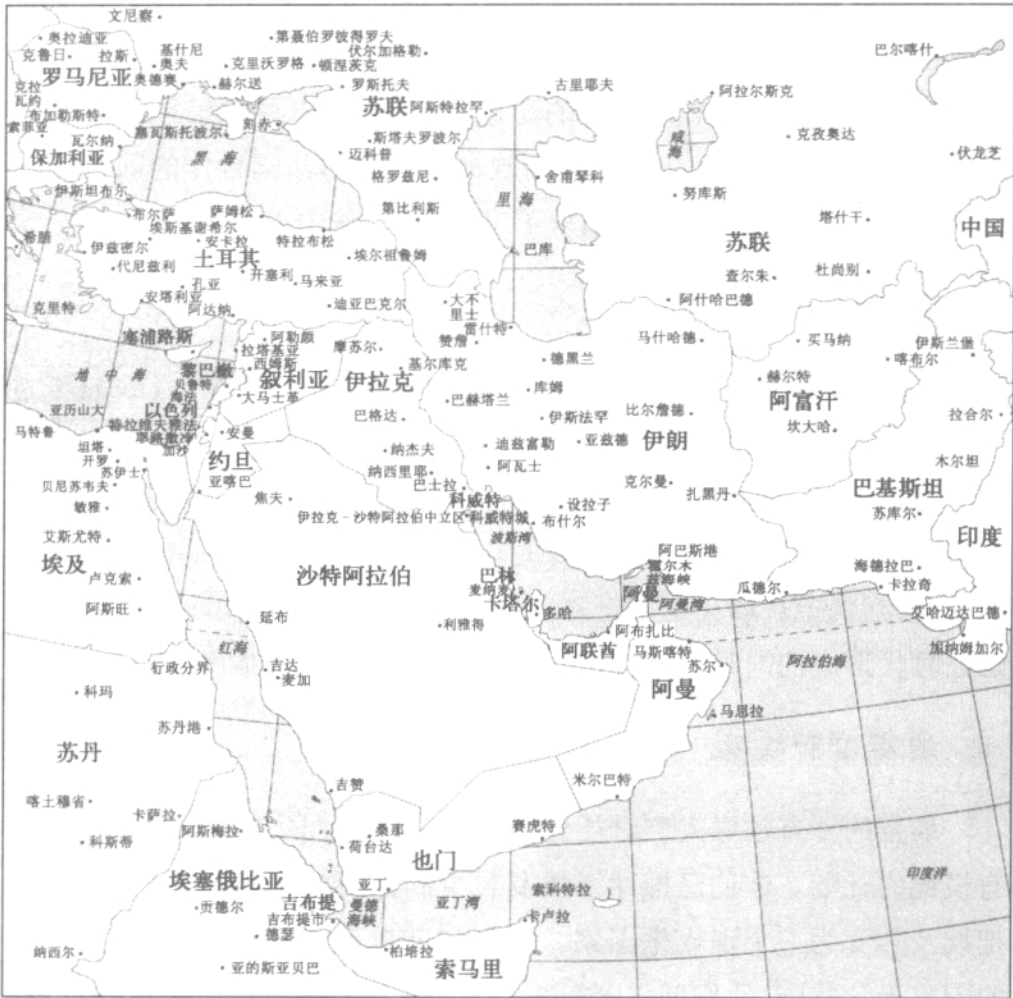 文尼察
奥拉迪亚
第聂伯罗彼得罗夫
克鲁日
拉斯
基什尼
奥夫
克里沃罗格
顿涅茨克
伏尔加格勒
巴尔喀什
罗马尼亚
奥德赛
赫尔送
罗斯托夫
古里耶夫
阿拉尔斯克
克拉
瓦约
布加勒斯特
苏联
阿斯特拉罕
索菲亚
瓦尔纳
塞瓦斯托波尔
刻赤
斯塔夫罗波尔
咸海
克孜奥达
保加利亚
黑海
迈科普
伏龙芝
格罗兹尼
舍甫琴科
里海
努库斯
伊斯坦布尔
布尔萨
萨姆松
第比利斯
塔什干
中国
希腊
埃斯基谢希尔
伊兹密尔
安卡拉
特拉布松
埃尔祖鲁姆
巴库
苏联
代尼兹利
土耳其
开塞利
马来亚
查尔朱
杜尚别
孔亚
克里特
安塔利亚
阿达纳
迪亚巴克尔
大不
里士
阿什哈巴德
塞浦路斯
阿勒颇
赞詹
雷什特
马什哈德
买马纳
伊斯兰堡
拉塔基亚
摩苏尔
喀布尔
地中海
黎巴嫩
西姆斯
叙利亚
伊拉克
基尔库克
德黑兰
贝鲁特
大马士革
库姆
赫尔特
海法
巴赫塔兰
阿富汗
亚历山大
以色列
巴格达
伊斯法罕
比尔詹德
拉合尔
马特鲁
特拉维夫雅法
安曼
亚兹德
伊朗
坎大哈
耶路撒冷
坦塔
加沙
纳杰夫
迪兹富勒
开罗
苏伊士
约旦
纳西里耶
阿瓦士
木尔坦
贝尼苏韦夫
亚喀巴
巴士拉
克尔曼
扎黑丹
巴基斯坦
敏雅
焦夫
科威特
设拉子
苏库尔
伊拉克－沙特阿拉伯中立区
科威特城
布什尔
艾斯尤特
波斯湾
阿巴斯港
印度
埃及
卢克索
沙特阿拉伯
巴林
霍尔木
兹海峡
海德拉巴
麦纳麦
瓜德尔
卡拉奇
阿斯旺
卡塔尔
阿曼
阿曼湾
艾哈迈达巴德
延布
利雅得
多哈
阿布扎比
红海
阿联酋
马斯喀特
加纳姆加尔
行政分界
吉达
苏尔
阿拉伯海
麦加
科玛
阿曼
马思拉
苏丹港
苏丹
吉赞
米尔巴特
喀土穆省
卡萨拉
阿斯梅拉
桑那
赛虎特
科斯蒂
荷台达
也门
埃塞俄比亚
亚丁
索科特拉
印度洋
贡德尔
吉布提
曼德
海峡
亚丁湾
吉布提市
卡卢拉
德瑟
纳西尔
柏培拉
亚的斯亚贝巴
索马里